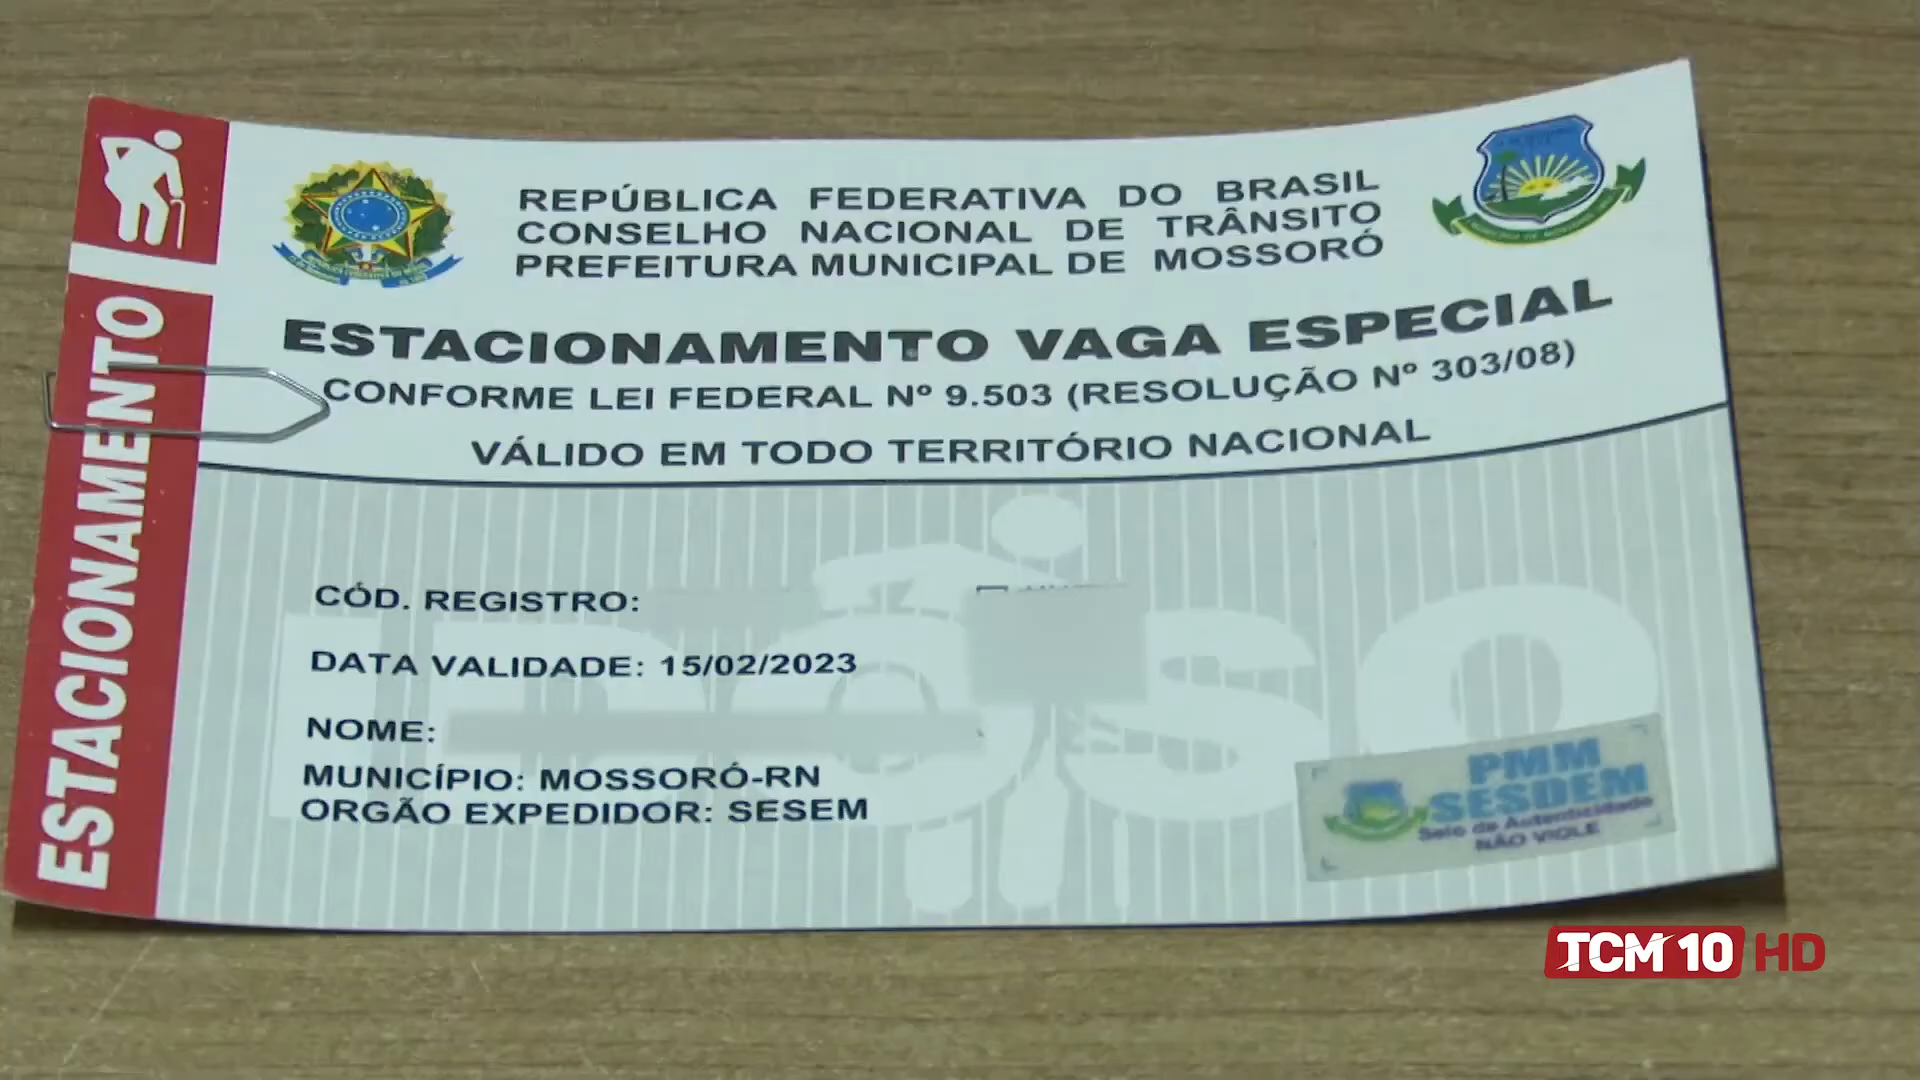 ESTACIONAMENTO
REPÚBLICA FEDERATIVA DO BRASIL
CONSELHO NACIONAL DE TRÂNSITO
PREFEITURA MUNICIPAL DE MOSSORÓ
ESTACIONAMENTO VAGA ESPECIAL
CONFORME LEI FEDERAL Nº 9.503 (RESOLUÇÃO Nº 303/08)
VÁLIDO EM TODO TERRITÓRIO NACIONAL
idoso
CÓD. REGISTRO:
DATA VALIDADE: 15/02/2023
NOME:
MUNICÍPIO: MOSSORÓ-RN
ORGÃO EXPEDIDOR: SESEM
PMM
SESDEM
Selo de Autenticidade
NÃO VIOLE
TCM 10 HD